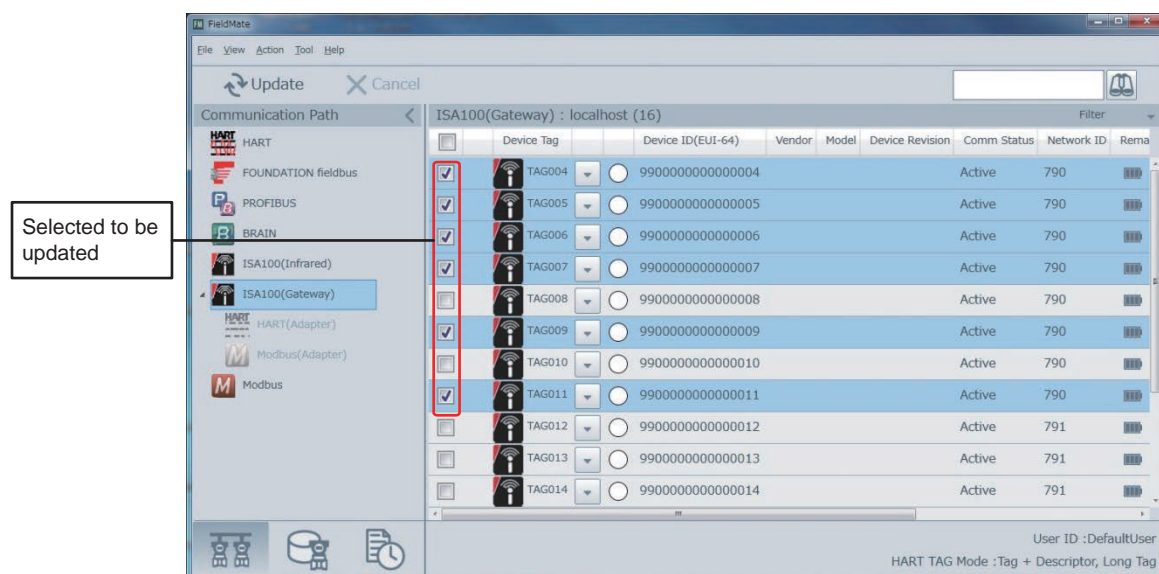 FieldMate
File View Action Tool Help
Update Cancel
Communication Path
ISA100(Gateway) : localhost (16) Filter
HART HART
FOUNDATION fieldbus
PROFIBUS
BRAIN
ISA100(Infrared)
ISA100(Gateway)
HART HART(Adapter)
Modbus(Adapter)
Modbus
Selected to be
updated
Device Tag Device ID(EUI-64) Vendor Model Device Revision Comm Status Network ID Rema
TAG004 9900000000000004 Active 790
TAG005 9900000000000005 Active 790
TAG006 9900000000000006 Active 790
TAG007 9900000000000007 Active 790
TAG008 9900000000000008 Active 790
TAG009 9900000000000009 Active 790
TAG010 9900000000000010 Active 790
TAG011 9900000000000011 Active 790
TAG012 9900000000000012 Active 791
TAG013 9900000000000013 Active 791
TAG014 9900000000000014 Active 791
User ID :DefaultUser
HART TAG Mode :Tag + Descriptor, Long Tag